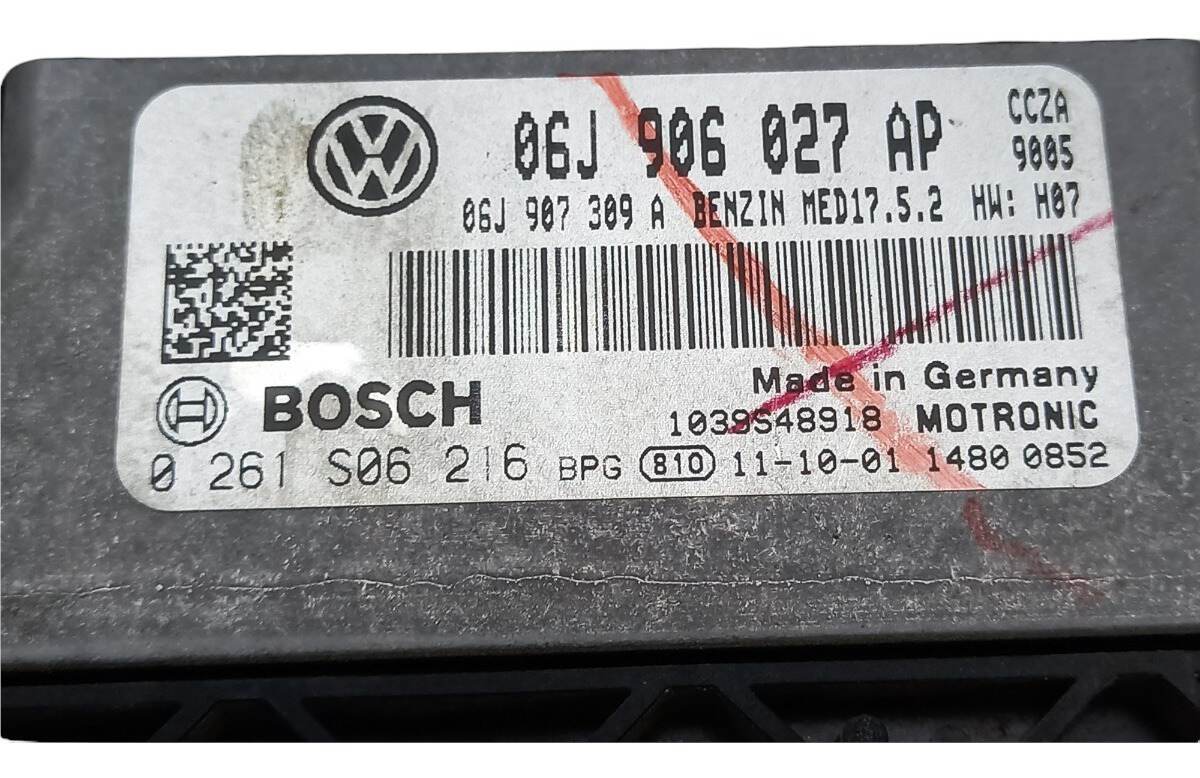 06J 906 027 AP
CCZA
9005
06J 907 309 A BENZIN MED17.5.2 HW: H07
BOSCH
Made in Germany
1039S48918 MOTRONIC
0 261 S06 216 BPG 810 11-10-01 1480 0852